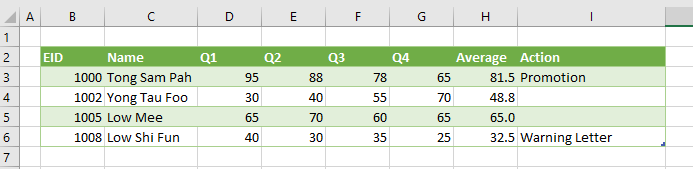 A B C D E F G H I
1
2 EID Name Q1 Q2 Q3 Q4 Average Action
3 1000 Tong Sam Pah 95 88 78 65 81.5 Promotion
4 1002 Yong Tau Foo 30 40 55 70 48.8
5 1005 Low Mee 65 70 60 65 65.0
6 1008 Low Shi Fun 40 30 35 25 32.5 Warning Letter
7